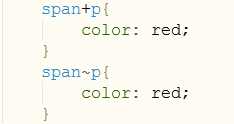 span+p{
color: red;
}
span~p{
color: red;
}